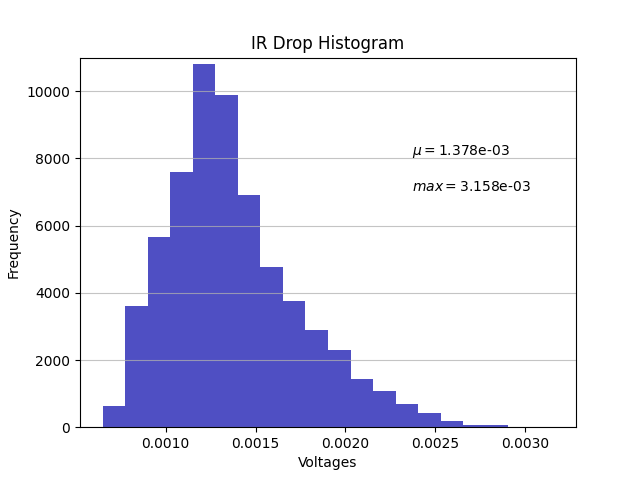 IR Drop Histogram
10000
8000
6000
4000
2000
0
Frequency
μ = 1.378e-03
max = 3.158e-03
0.0010 0.0015 0.0020 0.0025 0.0030
Voltages